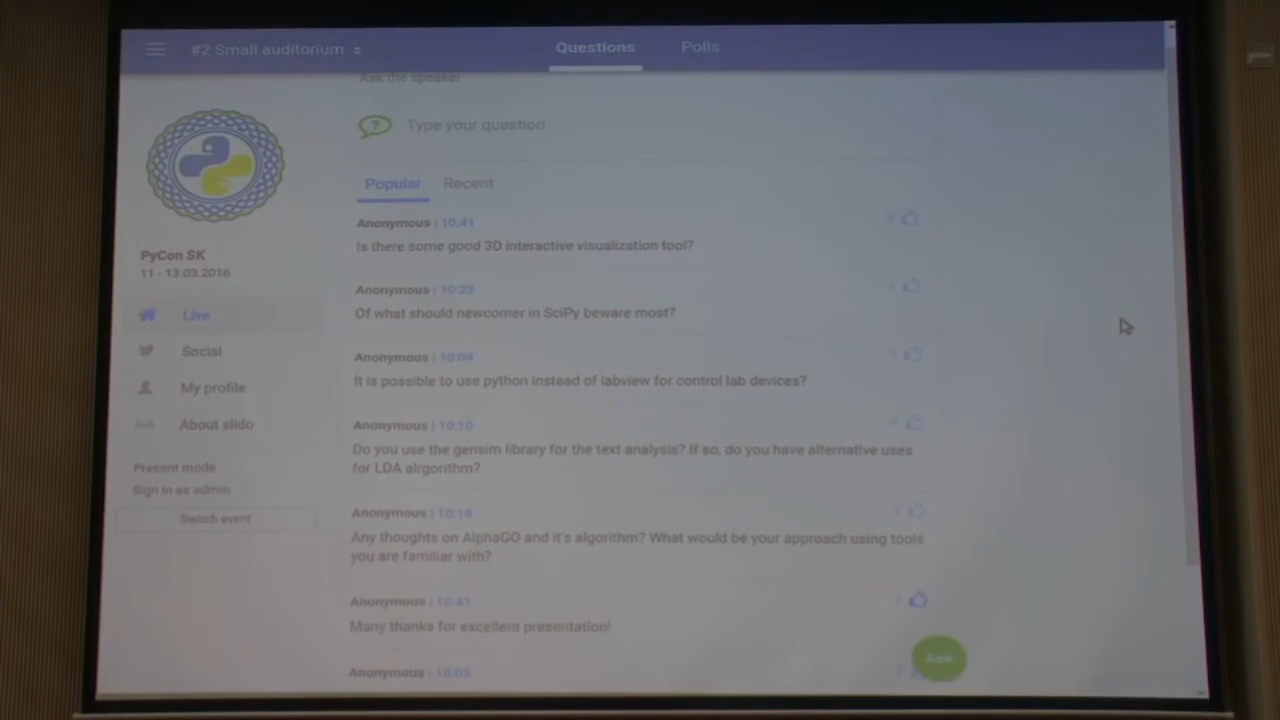 #2 Small auditorium
Questions
Polls
Ask the speaker
Type your question
Popular
Recent
PyCon SK
11 - 13.03.2016
Live
Social
My profile
About slido
Present mode
Sign in as admin
Switch event
Anonymous | 10:41
Is there some good 3D interactive visualization tool?
Anonymous | 10:23
Of what should newcomer in SciPy beware most?
Anonymous | 10:04
It is possible to use python instead of labview for control lab devices?
Anonymous | 10:10
Do you use the gensim library for the text analysis? If so, do you have alternative uses
for LDA alrgorithm?
Anonymous | 10:18
Any thoughts on AlphaGO and it's algorithm? What would be your approach using tools
you are familiar with?
Anonymous | 10:41
Many thanks for excellent presentation!
Anonymous | 10:05
Ask